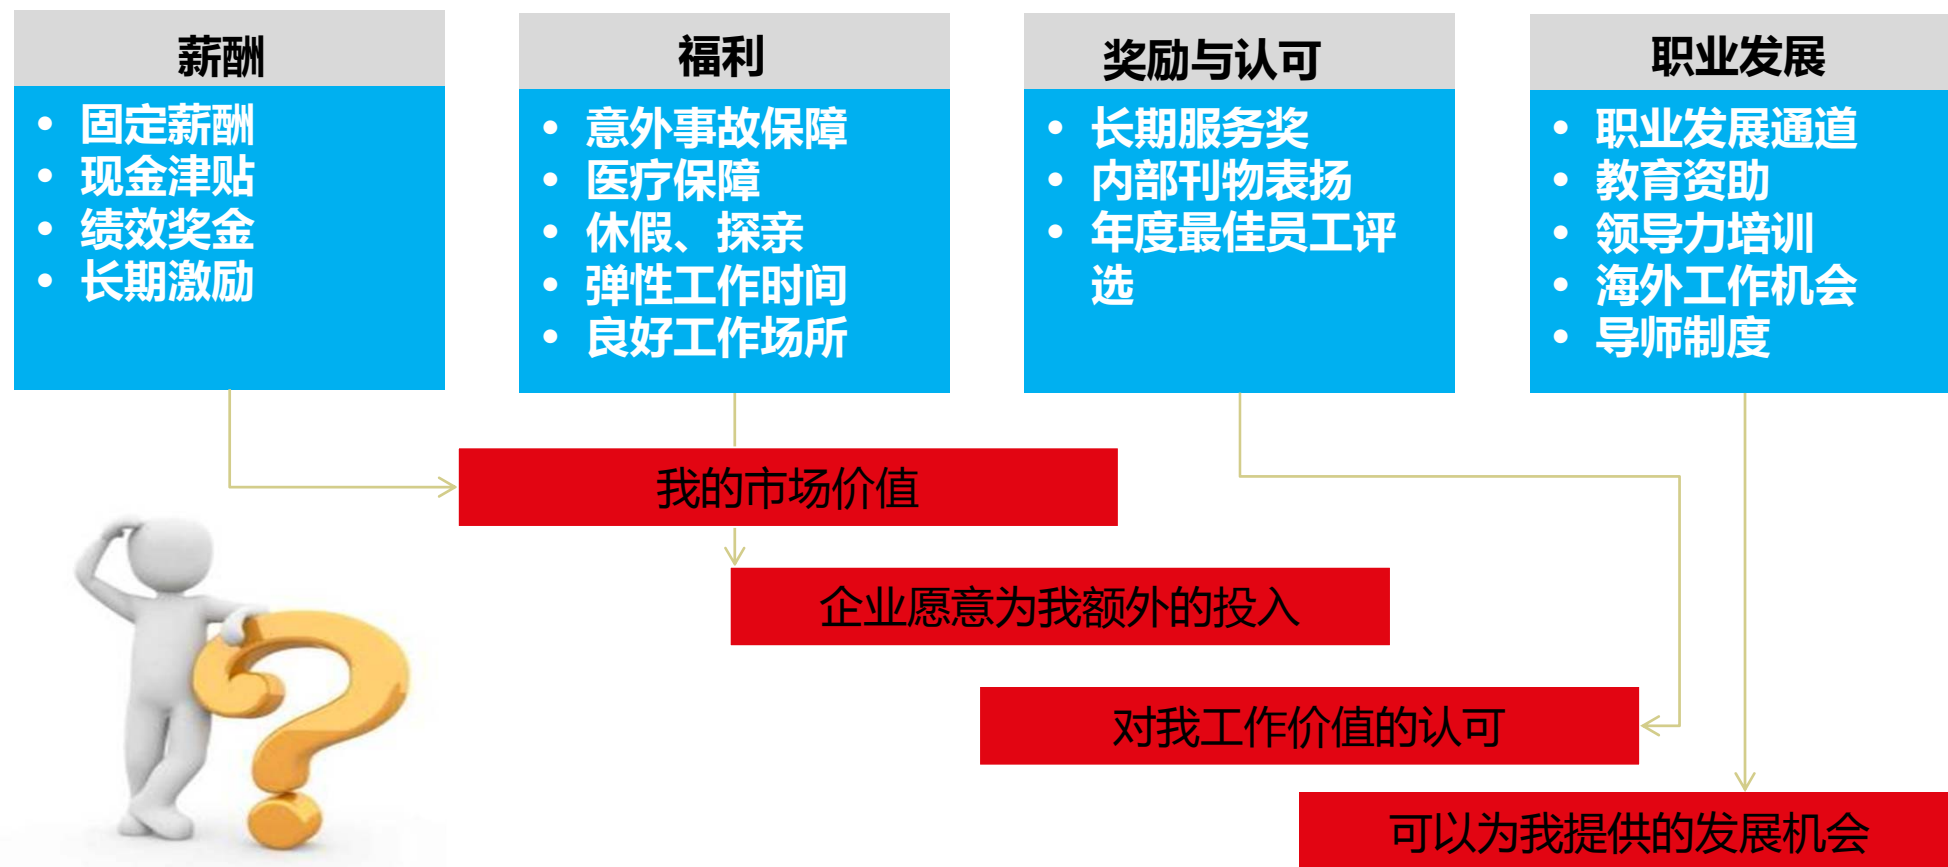 薪酬
• 固定薪酬
• 现金津贴
• 绩效奖金
• 长期激励
福利
• 意外事故保障
• 医疗保障
• 休假、探亲
• 弹性工作时间
• 良好工作场所
奖励与认可
• 长期服务奖
• 内部刊物表扬
• 年度最佳员工评
选
职业发展
• 职业发展通道
• 教育资助
• 领导力培训
• 海外工作机会
• 导师制度
我的市场价值
企业愿意为我额外的投入
对我工作价值的认可
可以为我提供的发展机会